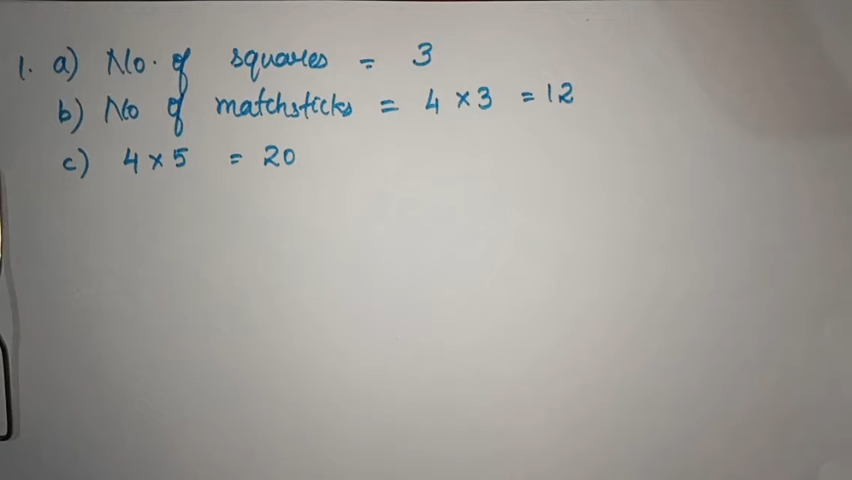 1. a) No. of squares = 3
b) No of matchsticks = 4 × 3 = 12
c) 4 × 5 = 20